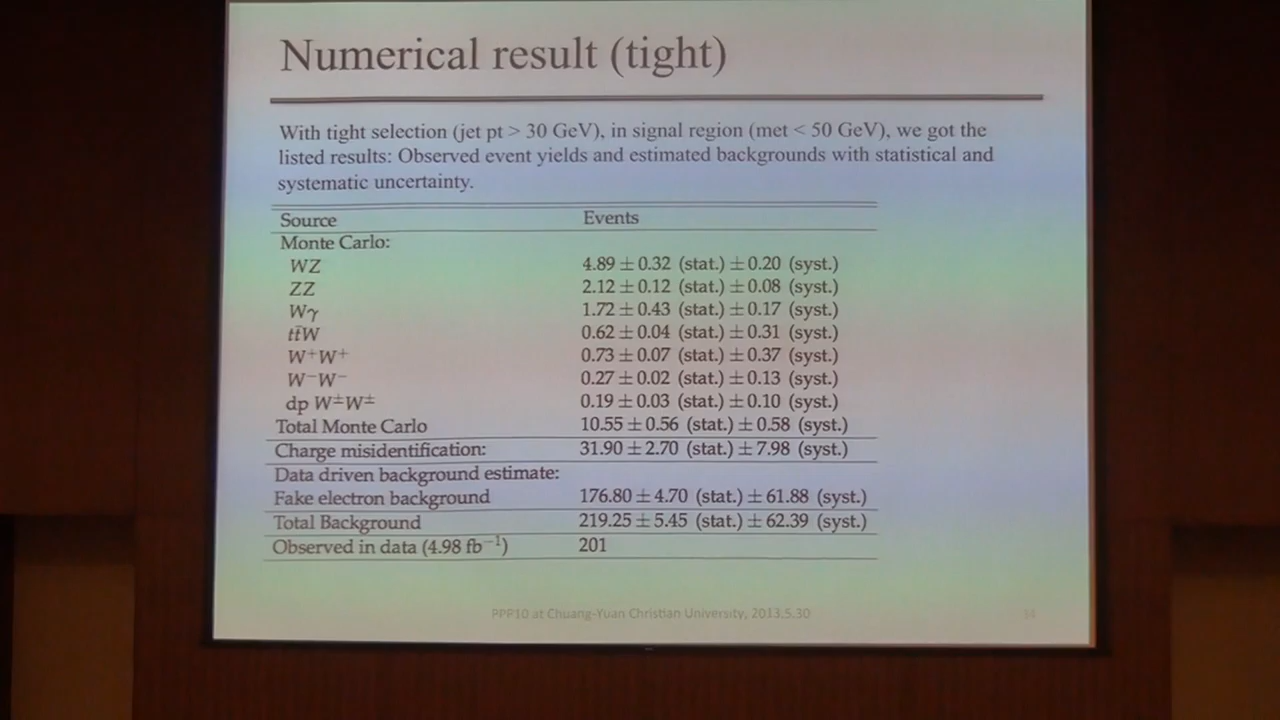 Numerical result (tight)
With tight selection (jet pt > 30 GeV), in signal region (met < 50 GeV), we got the
listed results: Observed event yields and estimated backgrounds with statistical and
systematic uncertainty.
Source Events
Monte Carlo:
WZ 4.89 ± 0.32 (stat.) ± 0.20 (syst.)
ZZ 2.12 ± 0.12 (stat.) ± 0.08 (syst.)
Wγ 1.72 ± 0.43 (stat.) ± 0.17 (syst.)
tt̄W 0.62 ± 0.04 (stat.) ± 0.31 (syst.)
W⁺W⁺ 0.73 ± 0.07 (stat.) ± 0.37 (syst.)
W⁻W⁻ 0.27 ± 0.02 (stat.) ± 0.13 (syst.)
dp W±W± 0.19 ± 0.03 (stat.) ± 0.10 (syst.)
Total Monte Carlo 10.55 ± 0.56 (stat.) ± 0.58 (syst.)
Charge misidentification: 31.90 ± 2.70 (stat.) ± 7.98 (syst.)
Data driven background estimate:
Fake electron background 176.80 ± 4.70 (stat.) ± 61.88 (syst.)
Total Background 219.25 ± 5.45 (stat.) ± 62.39 (syst.)
Observed in data (4.98 fb⁻¹) 201
PPP10 at Chuang-Yuan Christian University, 2013.5.30